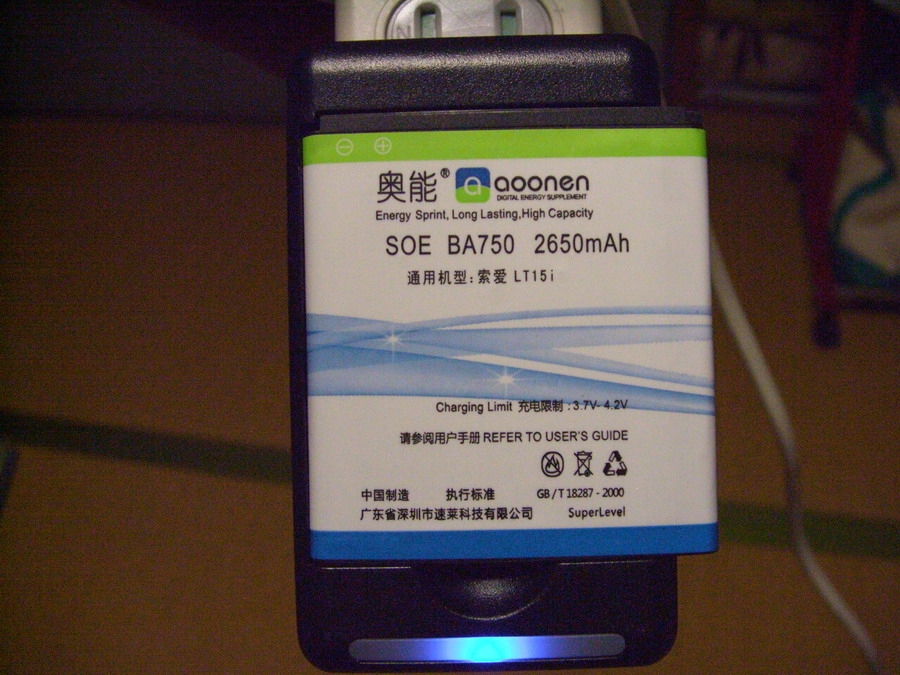 奥能® aoonen
DIGITAL ENERGY SUPPLEMENT
Energy Sprint, Long Lasting,High Capacity
SOE BA750 2650mAh
通用机型:索爱 LT15i
Charging Limit 充电限制:3.7V- 4.2V
请参阅用户手册 REFER TO USER'S GUIDE
中国制造 执行标准 GB/T 18287 - 2000
广东省深圳市速莱科技有限公司 SuperLevel